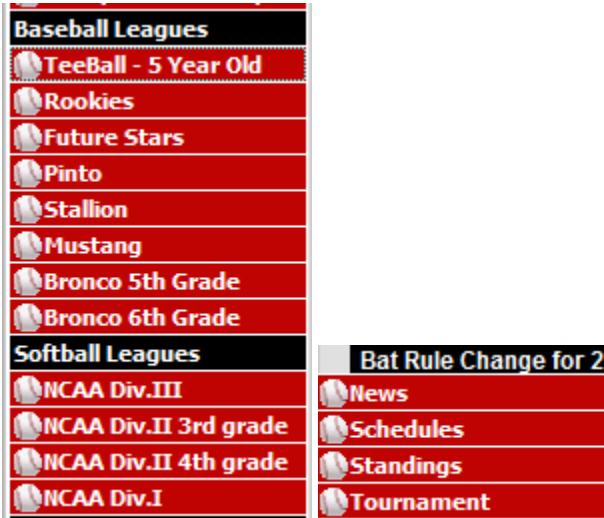 Baseball Leagues
TeeBall - 5 Year Old
Rookies
Future Stars
Pinto
Stallion
Mustang
Bronco 5th Grade
Bronco 6th Grade
Softball Leagues
NCAA Div.III
NCAA Div.II 3rd grade
NCAA Div.II 4th grade
NCAA Div.I
Bat Rule Change for 2
News
Schedules
Standings
Tournament